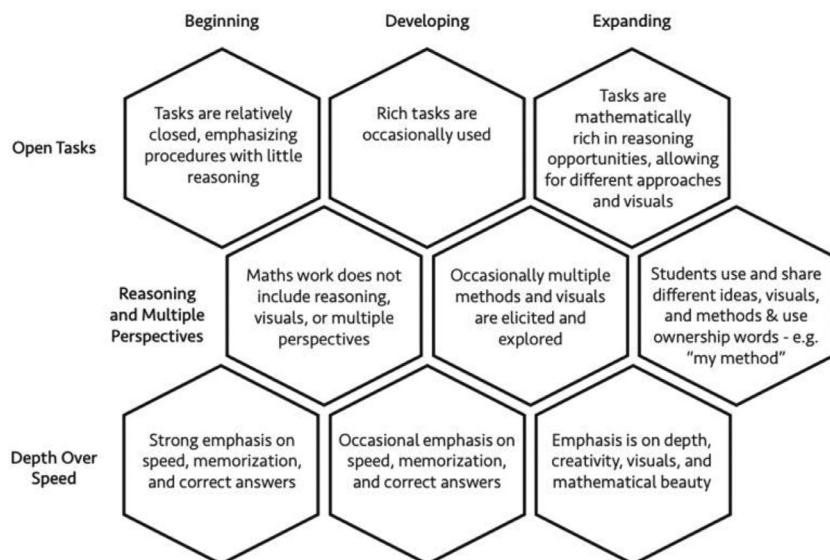 Beginning
Developing
Expanding
Open Tasks
Tasks are relatively
closed, emphasizing
procedures with little
reasoning
Rich tasks are
occasionally used
Tasks are
mathematically
rich in reasoning
opportunities, allowing
for different approaches
and visuals
Reasoning
and Multiple
Perspectives
Maths work does not
include reasoning,
visuals, or multiple
perspectives
Occasionally multiple
methods and visuals
are elicited and
explored
Students use and share
different ideas, visuals,
and methods & use
ownership words - e.g.
“my method”
Depth Over
Speed
Strong emphasis on
speed, memorization,
and correct answers
Occasional emphasis on
speed, memorization,
and correct answers
Emphasis is on depth,
creativity, visuals, and
mathematical beauty